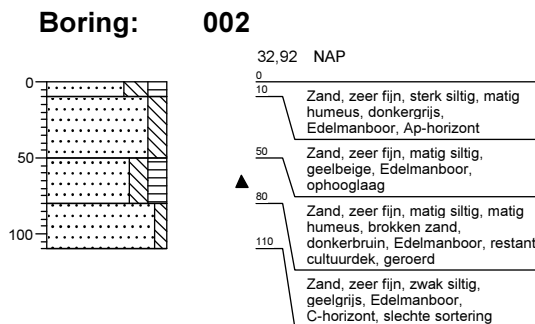 Boring: 002
32,92 NAP
0
0
10
Zand, zeer fijn, sterk siltig, matig
humeus, donkergrijs,
Edelmanboor, Ap-horizont
50
50
Zand, zeer fijn, matig siltig,
geelbeige, Edelmanboor,
ophooglaag
80
Zand, zeer fijn, matig siltig, matig
humeus, brokken zand,
donkerbruin, Edelmanboor, restant
cultuurdek, geroerd
100
110
Zand, zeer fijn, zwak siltig,
geelgrijs, Edelmanboor,
C-horizont, slechte sortering